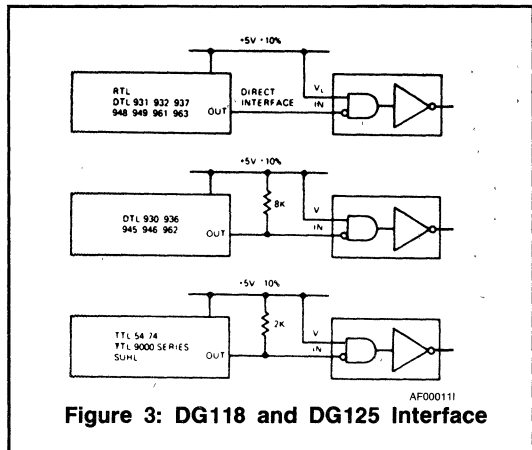 +5V ·10%
RTL
DTL 931 932 937
948 949 961 963
OUT
DIRECT
INTERFACE
VL
IN
+5V ·10%
8K
DTL 930 936
945 946 962
OUT
V
IN
+5V 10%
2K
TTL 54 74
TTL 9000 SERIES
SUHL
OUT
V
IN
AF00011I
Figure 3: DG118 and DG125 Interface